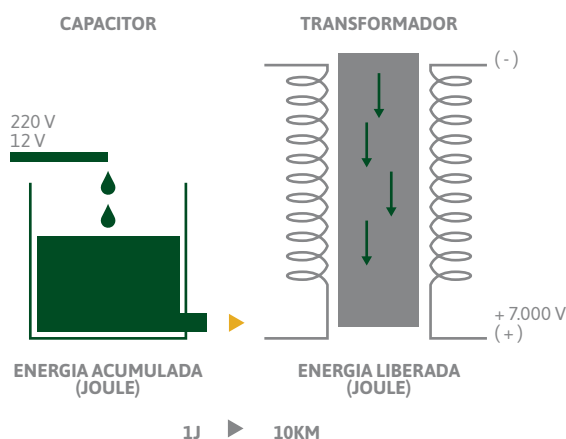 CAPACITOR
TRANSFORMADOR
220 V
12 V
(-)
+ 7.000 V
(+)
ENERGIA ACUMULADA
(JOULE)
ENERGIA LIBERADA
(JOULE)
1J
10KM